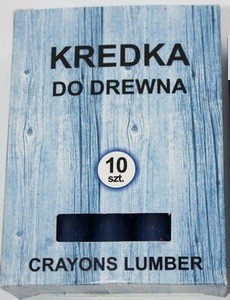 KREDKA
DO DREWNA
10
szt.
CRAYONS LUMBER